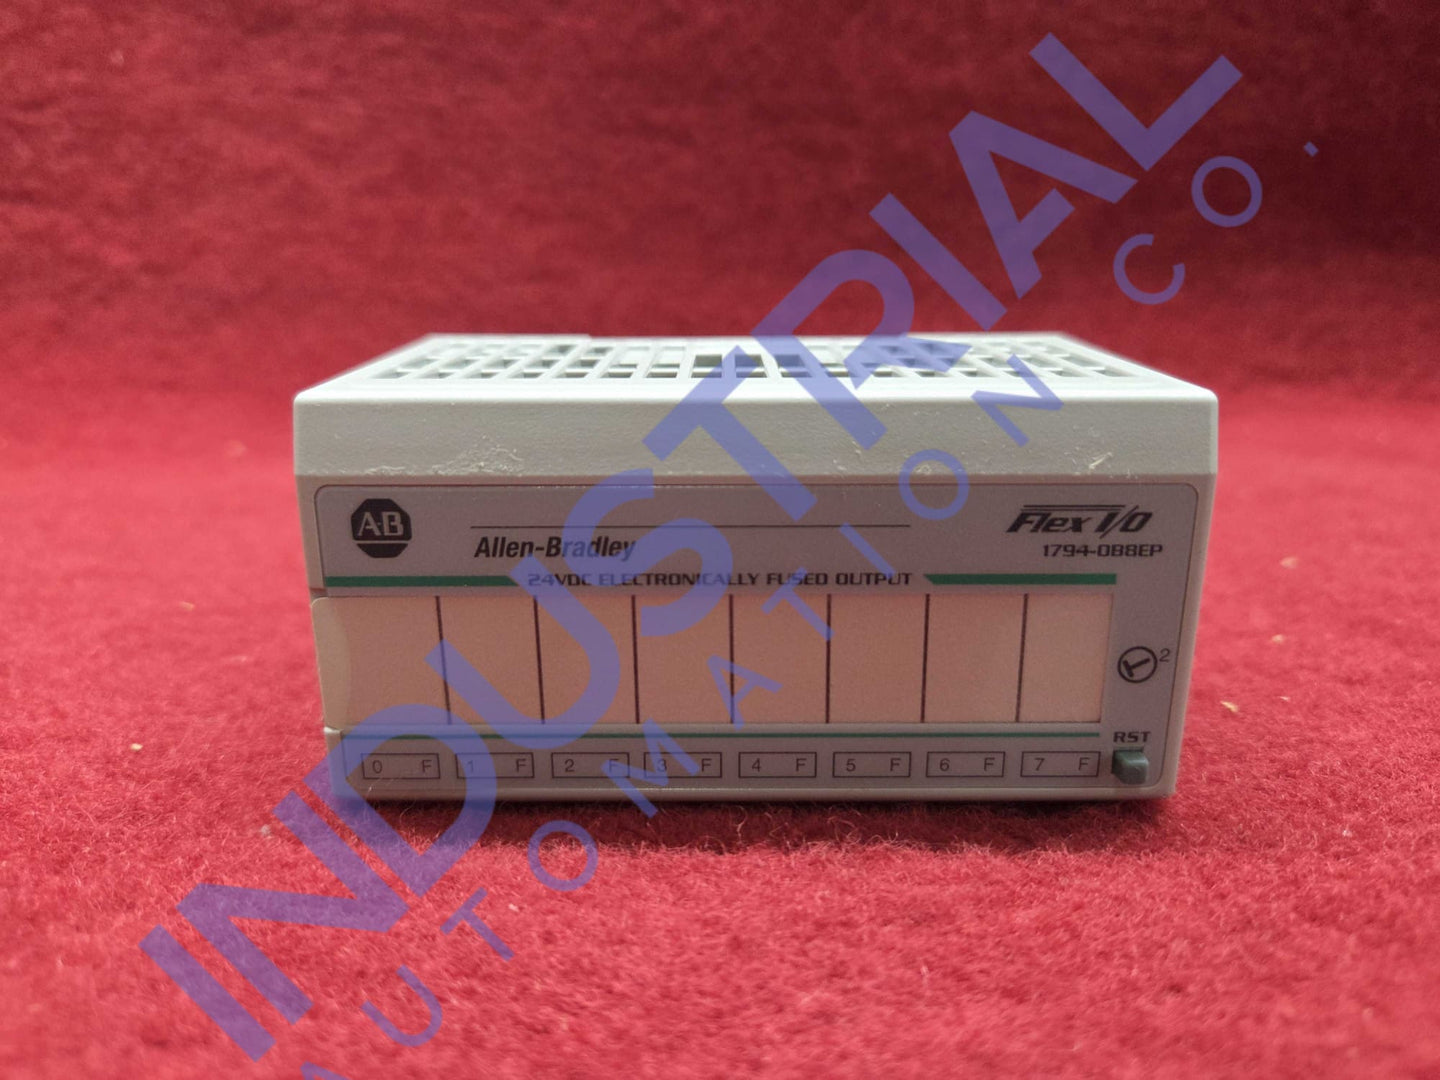 INDUSTRIAL
AUTOMATION CO.
A-B
Allen-Bradley
Flex I/O
1794-OB8EP
24VDC ELECTRONICALLY FUSED OUTPUT
2
RST
0 F 1 F 2 F 3 F 4 F 5 F 6 F 7 F